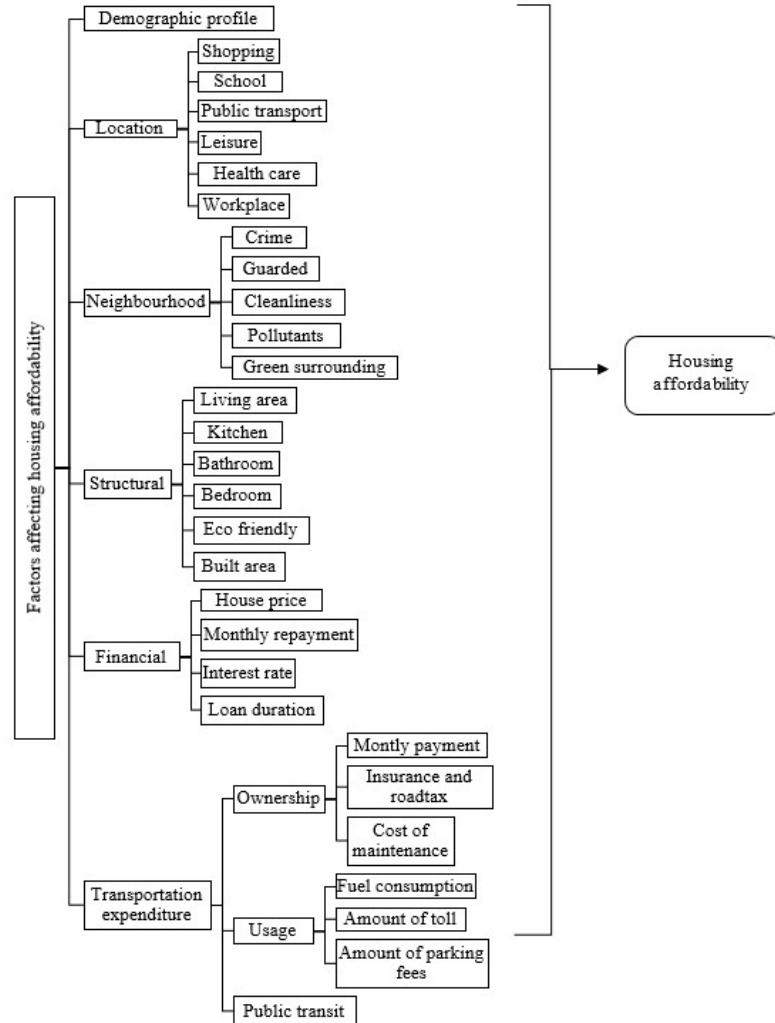 Factors affecting housing affordability
Demographic profile
Location
Shopping
School
Public transport
Leisure
Health care
Workplace
Neighbourhood
Crime
Guarded
Cleanliness
Pollutants
Green surrounding
Structural
Living area
Kitchen
Bathroom
Bedroom
Eco friendly
Built area
Financial
House price
Monthly repayment
Interest rate
Loan duration
Transportation
expenditure
Ownership
Montly payment
Insurance and
roadtax
Cost of
maintenance
Usage
Fuel consumption
Amount of toll
Amount of parking
fees
Public transit
Housing
affordability